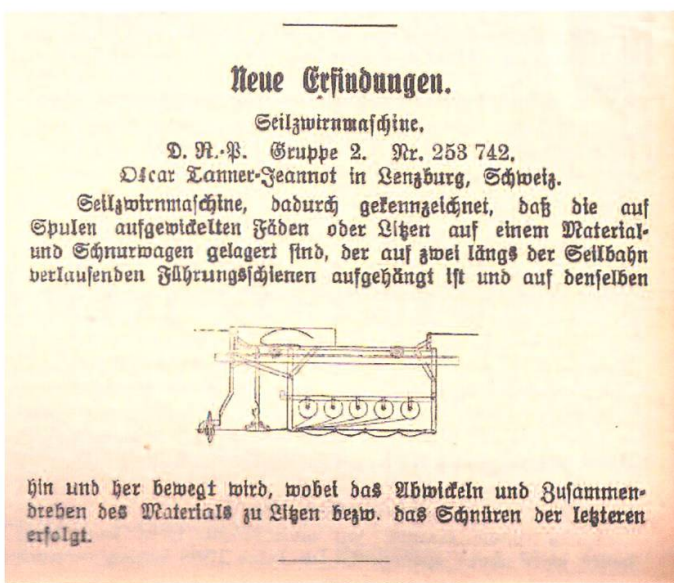 Neue Erfindungen.
Seilzwirnmaschine.
D. R.-P. Gruppe 2. Nr. 253 742.
Oscar Tanner-Jeannot in Lenzburg, Schweiz.
Seilzwirnmaschine, dadurch gekennzeichnet, daß die auf
Spulen aufgewickelten Fäden oder Litzen auf einem Material-
und Schnurwagen gelagert sind, der auf zwei längs der Seilbahn
verlaufenden Führungsschienen aufgehängt ist und auf denselben
hin und her bewegt wird, wobei das Abwickeln und Zusammen-
drehen des Materials zu Litzen bezw. das Schnüren der letzteren
erfolgt.